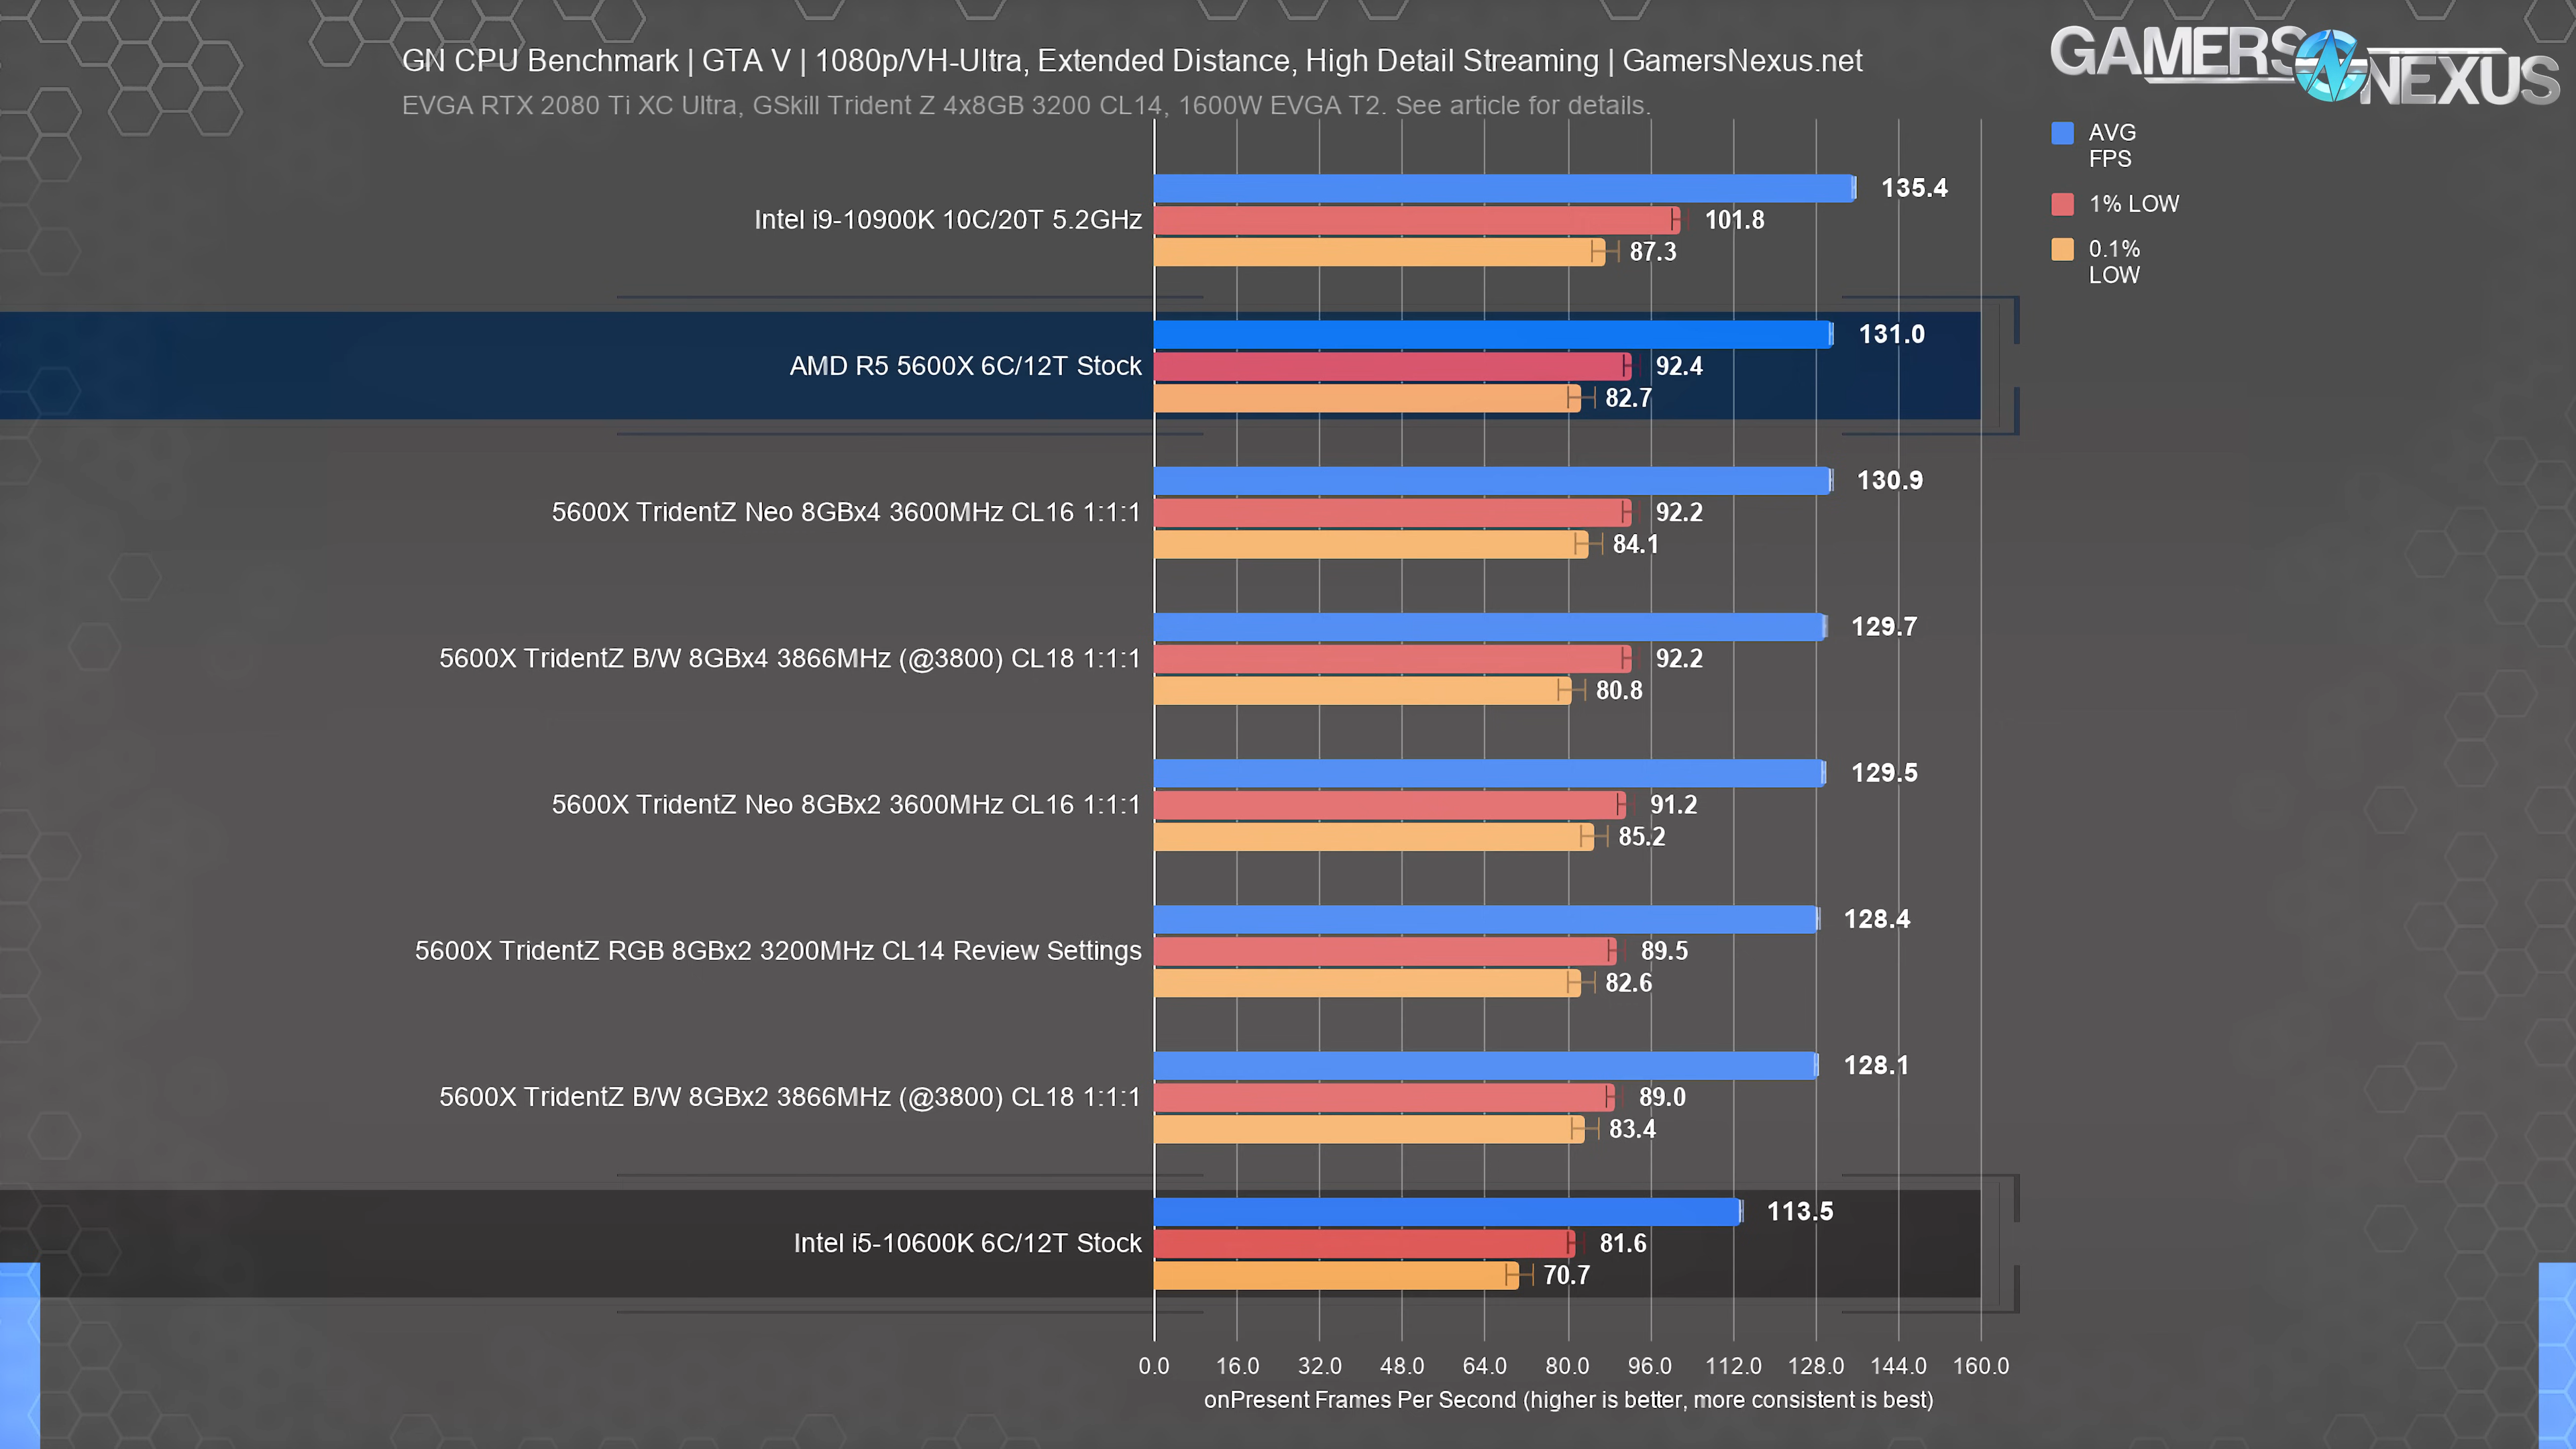 GN CPU Benchmark | GTA V | 1080p/VH-Ultra, Extended Distance, High Detail Streaming | GamersNexus.net
EVGA RTX 2080 Ti XC Ultra, GSkill Trident Z 4x8GB 3200 CL14, 1600W EVGA T2. See article for details.
GAMERS NEXUS
AVG
FPS
1% LOW
0.1%
LOW
Intel i9-10900K 10C/20T 5.2GHz
135.4
101.8
87.3
AMD R5 5600X 6C/12T Stock
131.0
92.4
82.7
5600X TridentZ Neo 8GBx4 3600MHz CL16 1:1:1
130.9
92.2
84.1
5600X TridentZ B/W 8GBx4 3866MHz (@3800) CL18 1:1:1
129.7
92.2
80.8
5600X TridentZ Neo 8GBx2 3600MHz CL16 1:1:1
129.5
91.2
85.2
5600X TridentZ RGB 8GBx2 3200MHz CL14 Review Settings
128.4
89.5
82.6
5600X TridentZ B/W 8GBx2 3866MHz (@3800) CL18 1:1:1
128.1
89.0
83.4
Intel i5-10600K 6C/12T Stock
113.5
81.6
70.7
0.0 16.0 32.0 48.0 64.0 80.0 96.0 112.0 128.0 144.0 160.0
onPresent Frames Per Second (higher is better, more consistent is best)